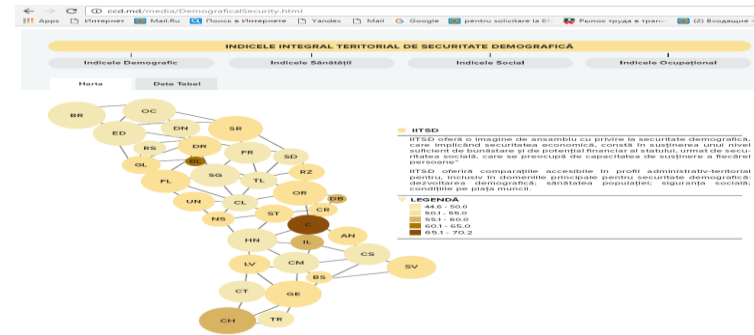 ccd.md/media/DemograficalSecurity.html
Apps Интернет Mail.Ru Поиск в Интернете Yandex Mail Google pentru solicitare la Рынок труда в (2) Входящие
INDICELE INTEGRAL TERITORIAL DE SECURITATE DEMOGRAFICĂ
Indicele Demografic Indicele Sănătății Indicele Social Indicele Ocupațional
Harta Date Tabel
BR OC
ED DN SR
RS DR FR SD
GL BL RZ
FL SG TL
UN CL OR DB
NS ST CR
C
HN IL AN
LV CM CS
SV
BS
CT GE
CH TR
IITSD
IITSD oferă o imagine de ansamblu cu privire la securitate demografică,
care implicând securitatea economică, constă în susținerea unui nivel
suficient de bunăstare și de potențial financiar al statului, urmat de secu-
ritatea socială, care se preocupă de capacitatea de susținere a fiecărei
persoane"
IITSD oferiră comparațiile accesibile în profil administrativ-teritorial
pentru, inclusiv în domeniile principale pentru securitate demografică:
dezvoltarea demografică; sănătatea populației; siguranța socială;
condițiile pe piața muncii.
LEGENDĂ
44.6 - 50.0
50.1 - 55.0
55.1 - 60.0
60.1 - 65.0
65.1 - 70.2